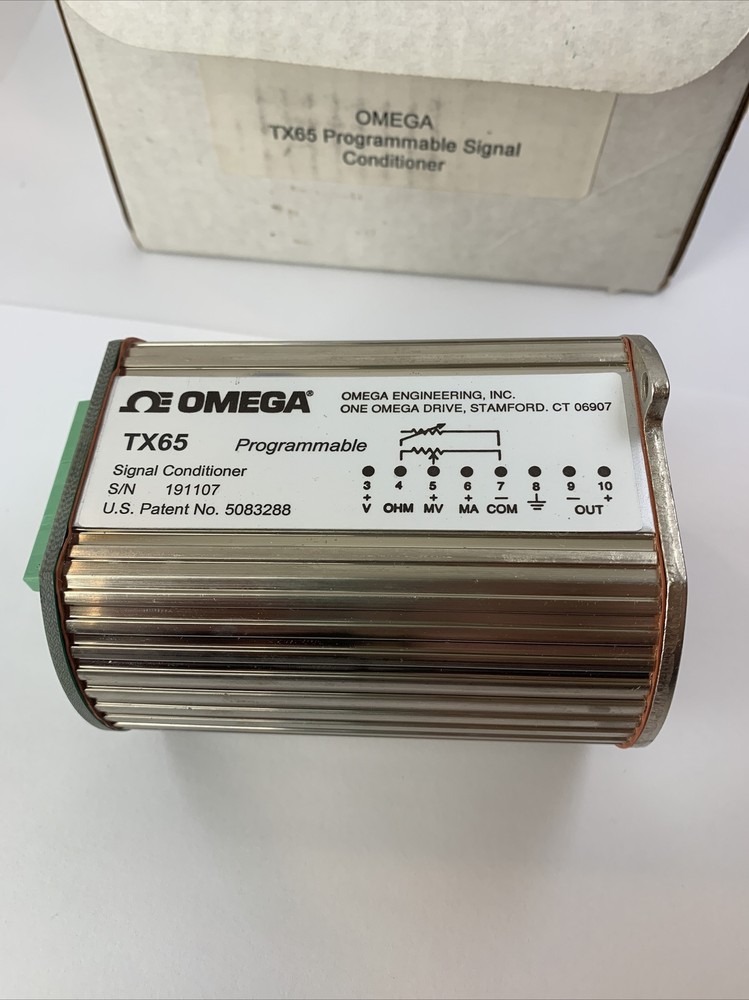 OMEGA
TX65 Programmable Signal
Conditioner
OMEGA®
OMEGA ENGINEERING, INC.
ONE OMEGA DRIVE, STAMFORD. CT 06907
TX65 Programmable
Signal Conditioner
S/N 191107
U.S. Patent No. 5083288
3 4 5 6 7 8 9 10
+ + + − − +
V OHM MV MA COM OUT